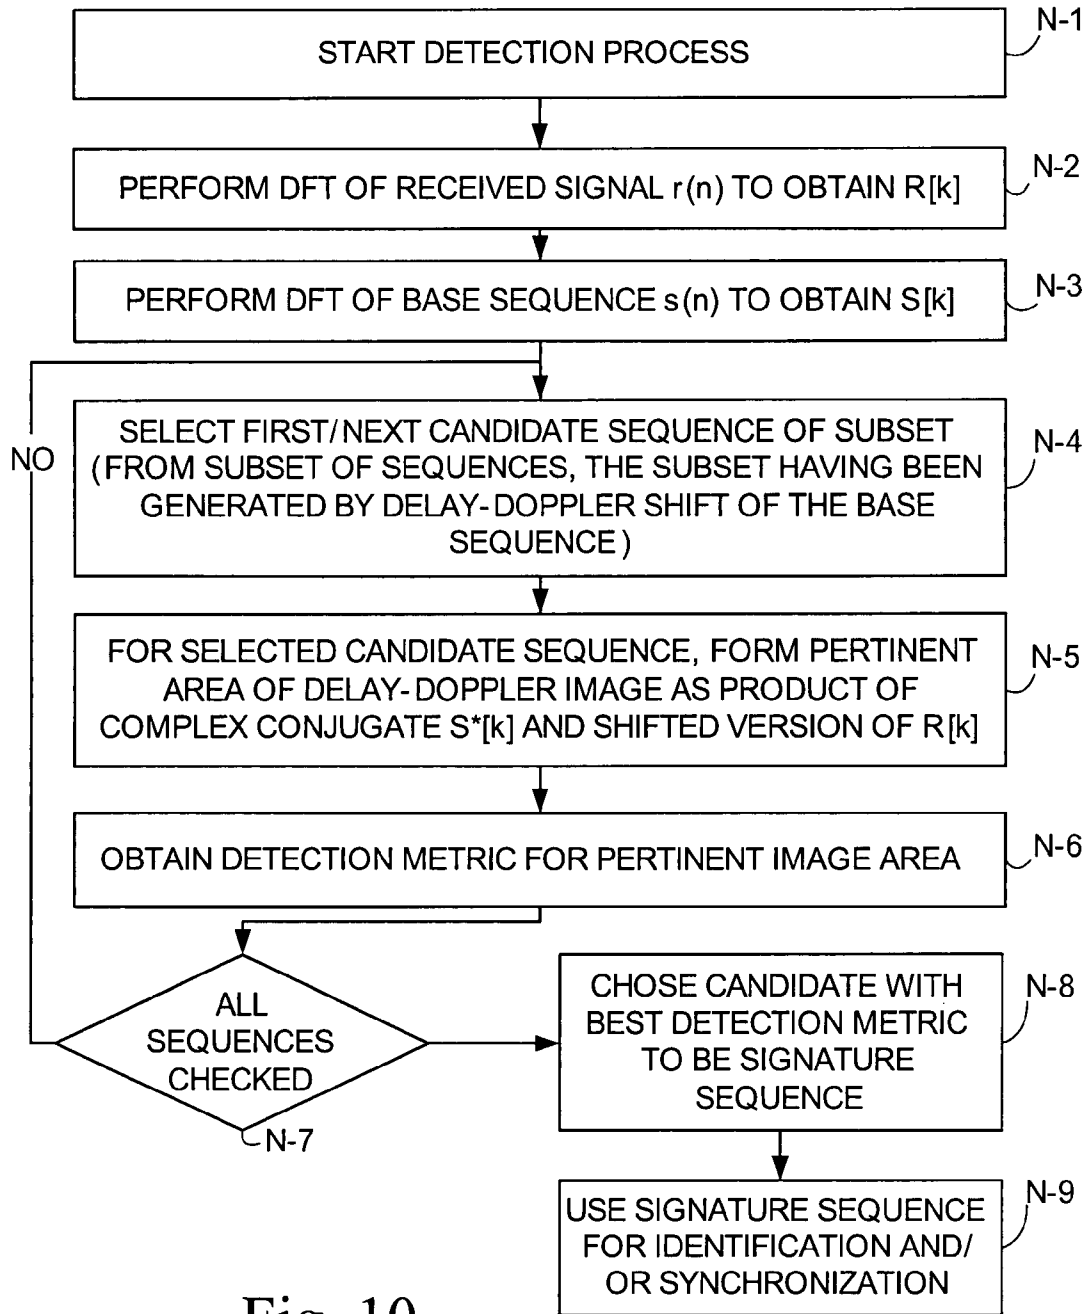 START DETECTION PROCESS
N-1
PERFORM DFT OF RECEIVED SIGNAL r(n) TO OBTAIN R[k]
N-2
PERFORM DFT OF BASE SEQUENCE s(n) TO OBTAIN S[k]
N-3
NO
SELECT FIRST/NEXT CANDIDATE SEQUENCE OF SUBSET
(FROM SUBSET OF SEQUENCES, THE SUBSET HAVING BEEN
GENERATED BY DELAY-DOPPLER SHIFT OF THE BASE
SEQUENCE)
N-4
FOR SELECTED CANDIDATE SEQUENCE, FORM PERTINENT
AREA OF DELAY-DOPPLER IMAGE AS PRODUCT OF
COMPLEX CONJUGATE S*[k] AND SHIFTED VERSION OF R[k]
N-5
OBTAIN DETECTION METRIC FOR PERTINENT IMAGE AREA
N-6
ALL
SEQUENCES
CHECKED
N-7
CHOSE CANDIDATE WITH
BEST DETECTION METRIC
TO BE SIGNATURE
SEQUENCE
N-8
USE SIGNATURE SEQUENCE
FOR IDENTIFICATION AND/
OR SYNCHRONIZATION
N-9
Fig. 10